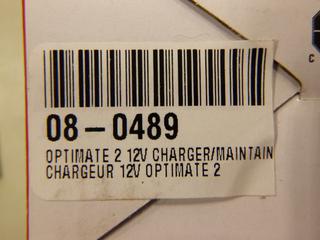 08-0489
OPTIMATE 2 12V CHARGER/MAINTAIN
CHARGEUR 12V OPTIMATE 2
C